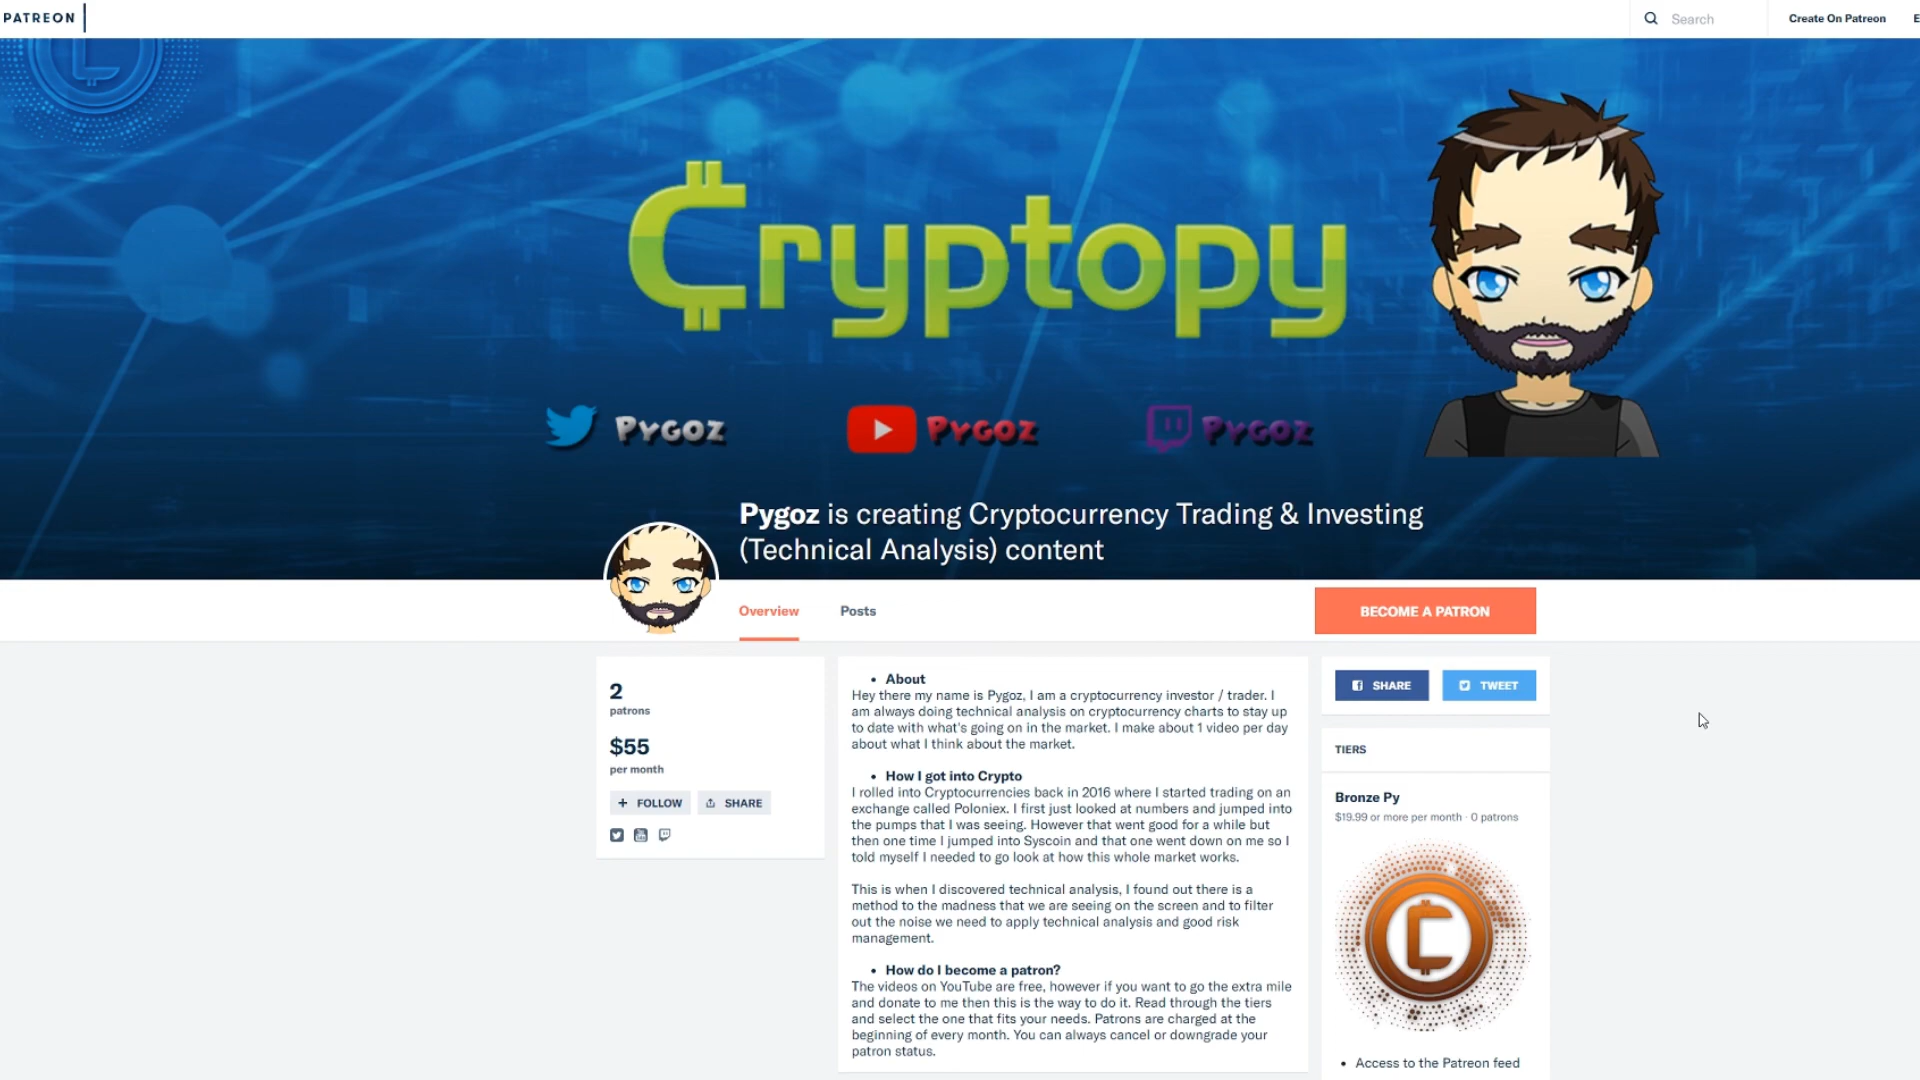 PATREON
Search
Create On Patreon
E
Cryptopy
PYGOZ
PYGOZ
PYGOZ
Pygoz is creating Cryptocurrency Trading & Investing
(Technical Analysis) content
Overview
Posts
BECOME A PATRON
2
patrons
$55
per month
+ FOLLOW
SHARE
• About
Hey there my name is Pygoz, I am a cryptocurrency investor / trader. I
am always doing technical analysis on cryptocurrency charts to stay up
to date with what's going on in the market. I make about 1 video per day
about what I think about the market.
• How I got into Crypto
I rolled into Cryptocurrencies back in 2016 where I started trading on an
exchange called Poloniex. I first just looked at numbers and jumped into
the pumps that I was seeing. However that went good for a while but
then one time I jumped into Syscoin and that one went down on me so I
told myself I needed to go look at how this whole market works.
This is when I discovered technical analysis, I found out there is a
method to the madness that we are seeing on the screen and to filter
out the noise we need to apply technical analysis and good risk
management.
• How do I become a patron?
The videos on YouTube are free, however if you want to go the extra mile
and donate to me then this is the way to do it. Read through the tiers
and select the one that fits your needs. Patrons are charged at the
beginning of every month. You can always cancel or downgrade your
patron status.
SHARE
TWEET
TIERS
Bronze Py
$19.99 or more per month · 0 patrons
• Access to the Patreon feed